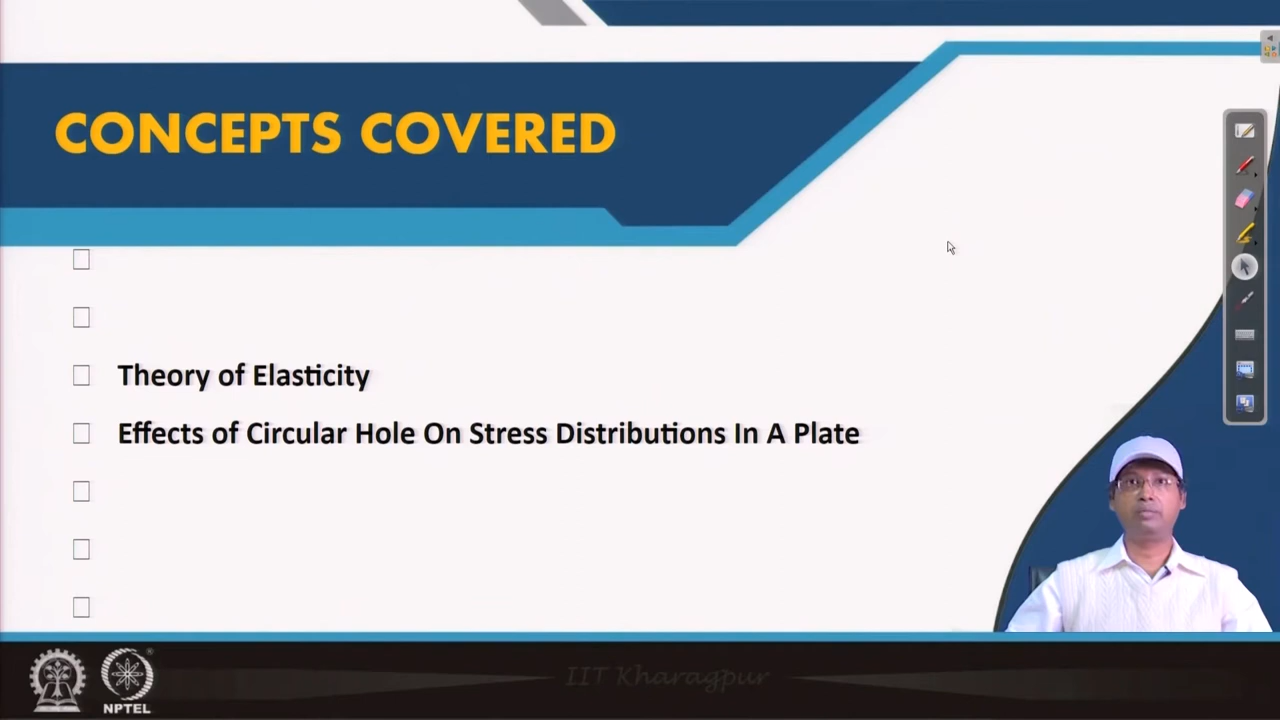 CONCEPTS COVERED
Theory of Elasticity
Effects of Circular Hole On Stress Distributions In A Plate
IIT Kharagpur
NPTEL